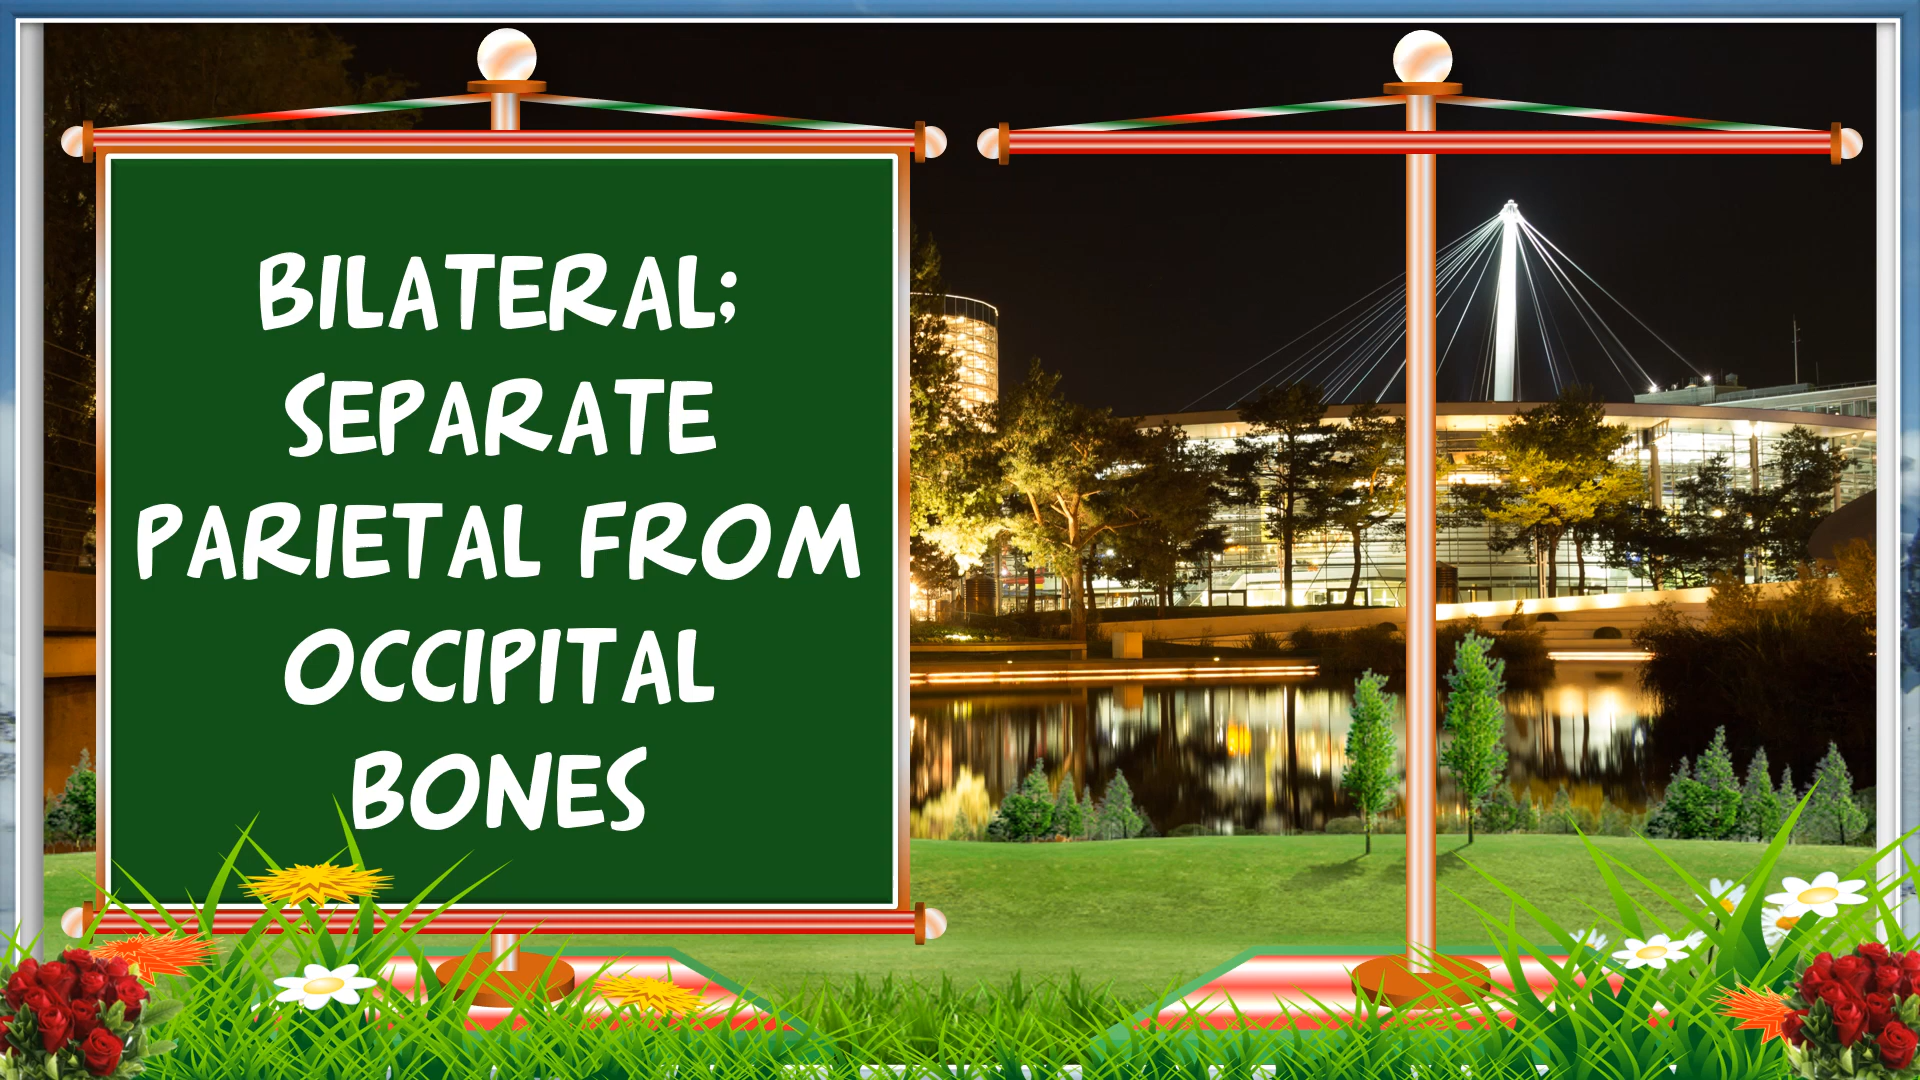 BILATERAL;
SEPARATE
PARIETAL FROM
OCCIPITAL
BONES